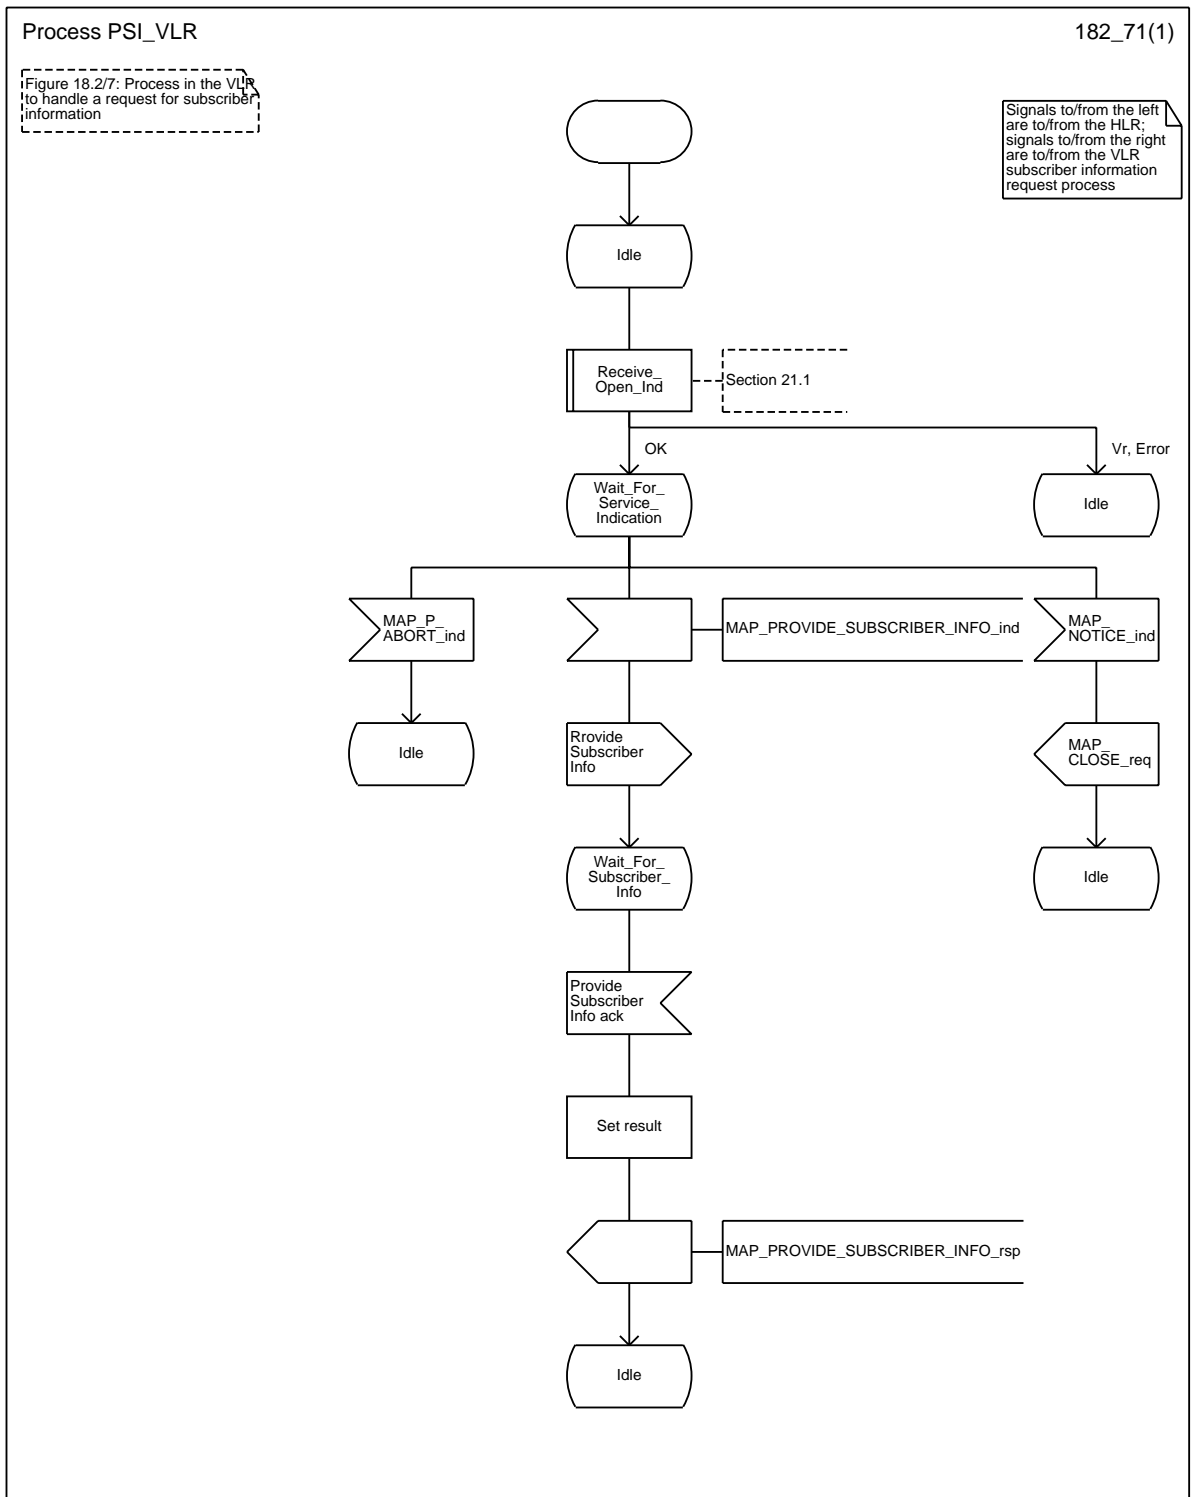 Process PSI_VLR
182_71(1)
Figure 18.2/7: Process in the VLR
to handle a request for subscriber
information
Signals to/from the left
are to/from the HLR;
signals to/from the right
are to/from the VLR
subscriber information
request process
Idle
Receive_
Open_Ind
Section 21.1
OK
Vr, Error
Wait_For_
Service_
Indication
Idle
MAP_P_
ABORT_ind
MAP_PROVIDE_SUBSCRIBER_INFO_ind
MAP_
NOTICE_ind
Idle
Rrovide
Subscriber
Info
MAP_
CLOSE_req
Wait_For_
Subscriber_
Info
Idle
Provide
Subscriber
Info ack
Set result
MAP_PROVIDE_SUBSCRIBER_INFO_rsp
Idle